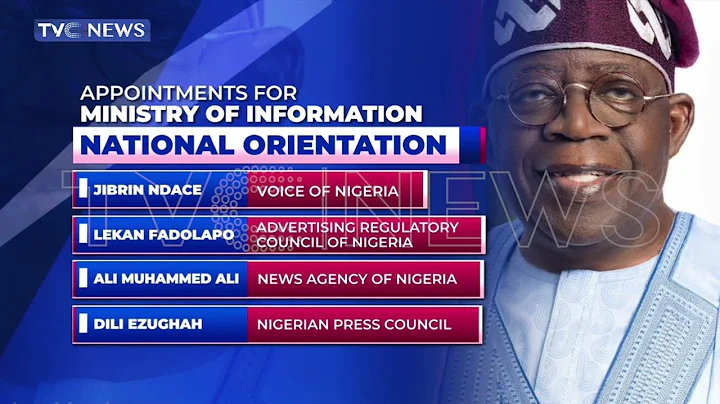 TVC NEWS
APPOINTMENTS FOR
MINISTRY OF INFORMATION
NATIONAL ORIENTATION
JIBRIN NDACE VOICE OF NIGERIA
LEKAN FADOLAPO ADVERTISING REGULATORY
COUNCIL OF NIGERIA
ALI MUHAMMED ALI NEWS AGENCY OF NIGERIA
DILI EZUGHAH NIGERIAN PRESS COUNCIL
TVC NEWS